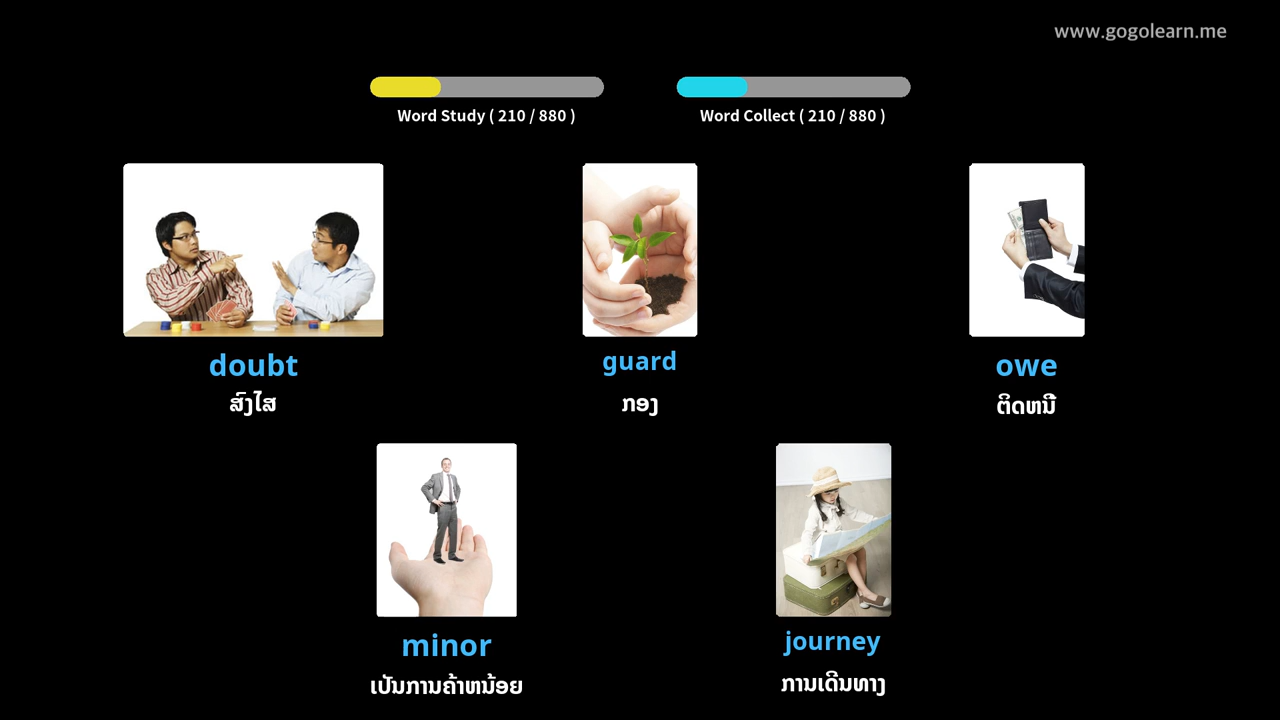 www.gogolearn.me
Word Study ( 210 / 880 )
Word Collect ( 210 / 880 )
doubt
ສົງໄສ
guard
ກອງ
owe
ຕິດຫນີ້
minor
ເປັນການຄ້າຫນ້ອຍ
journey
ການເດີນທາງ